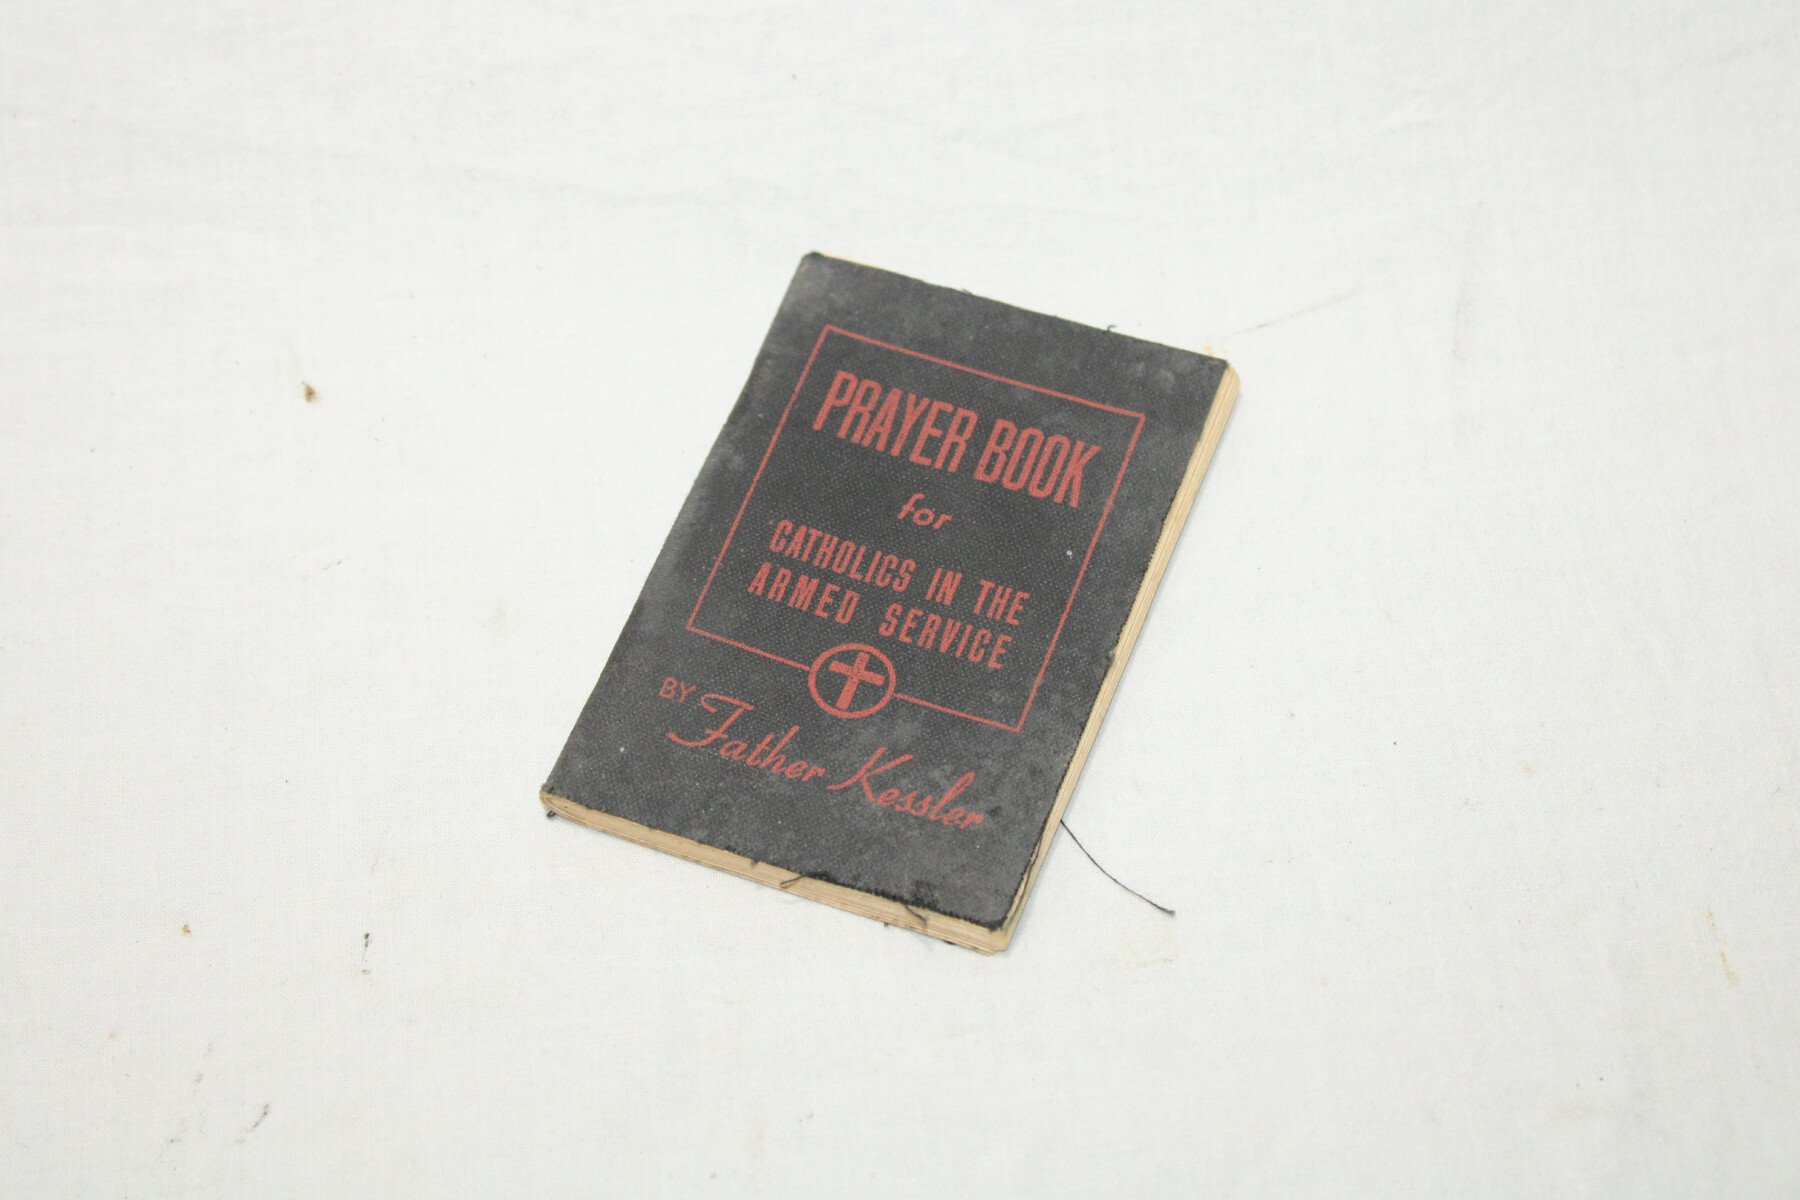 PRAYER BOOK
for
CATHOLICS IN THE
ARMED SERVICE
BY Father Kessler